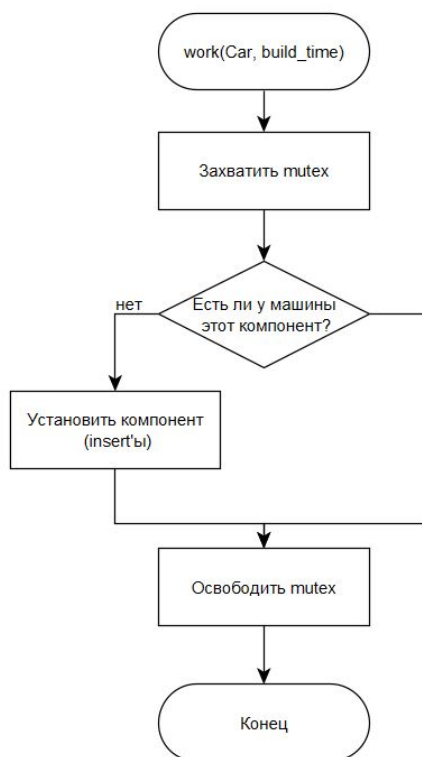 work(Car, build_time)
Захватить mutex
Есть ли у машины
этот компонент?
нет
Установить компонент
(insert'ы)
Освободить mutex
Конец